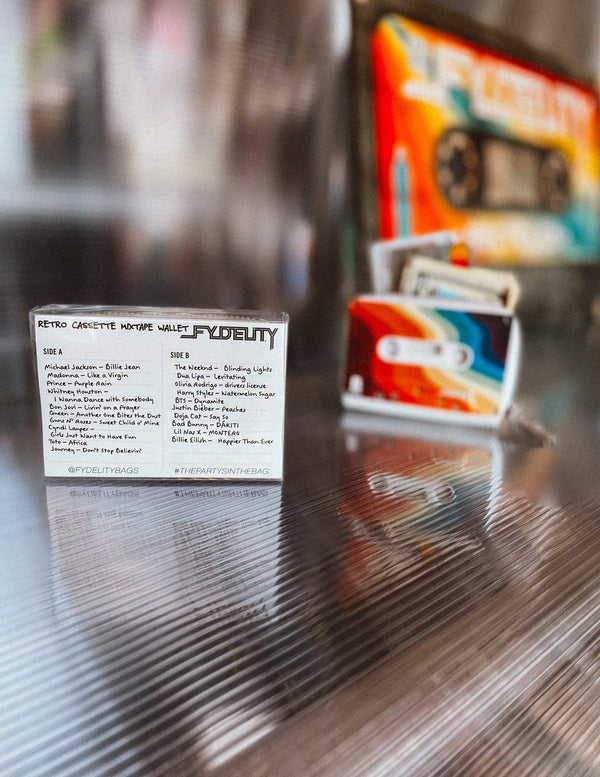 RETRO CASSETTE MIXTAPE WALLET FYDELITY
SIDE A
Michael Jackson – Billie Jean
Madonna – Like a Virgin
Prince – Purple Rain
Whitney Houston –
I Wanna Dance with Somebody
Bon Jovi – Livin' on a Prayer
Queen – Another One Bites the Dust
Guns N' Roses – Sweet Child o' Mine
Cyndi Lauper –
Girls Just Want to Have Fun
Toto – Africa
Journey – Don't Stop Believin'
@FYDELITYBAGS
SIDE B
The Weeknd – Blinding Lights
Dua Lipa – Levitating
Olivia Rodrigo – drivers licence
Harry Styles – Watermelon Sugar
BTS – Dynamite
Justin Bieber – Peaches
Doja Cat – Say So
Bad Bunny – DÁKITI
Lil Nas X – MONTERO
Billie Eilish – Happier Than Ever
#THEPARTYSINTHEBAG
FYDELITY